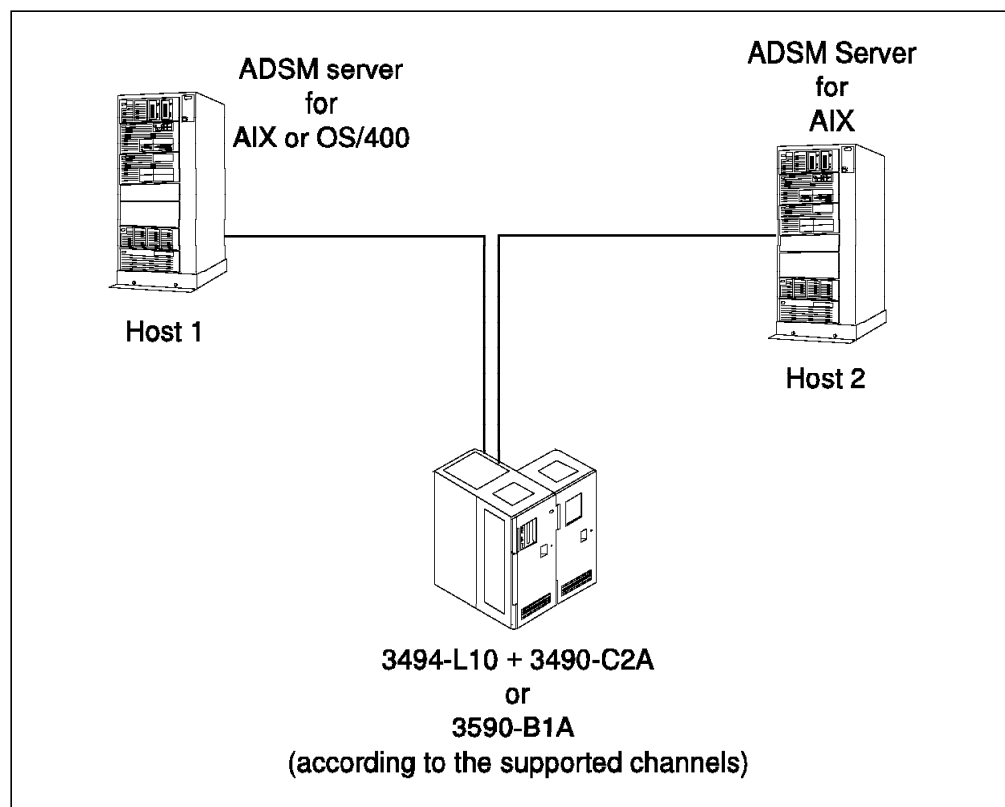 ADSM server
for
AIX or OS/400
Host 1
ADSM Server
for
AIX
Host 2
3494-L10 + 3490-C2A
or
3590-B1A
(according to the supported channels)